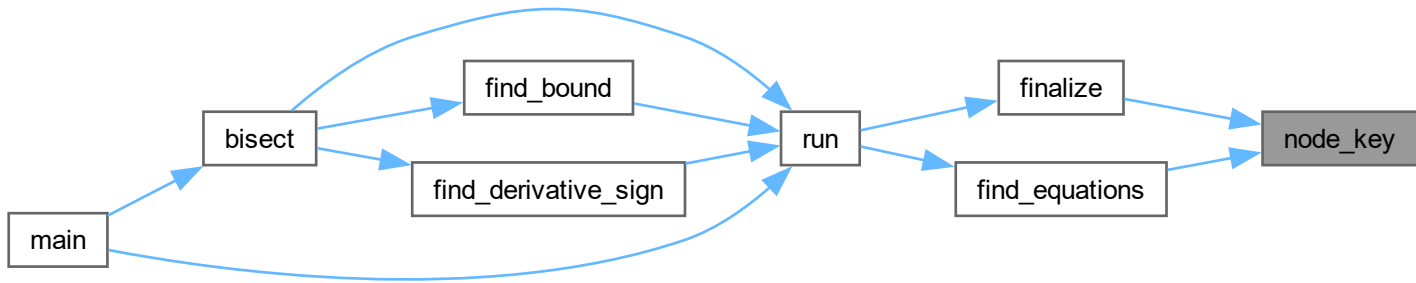 main
bisect
find_bound
find_derivative_sign
run
finalize
find_equations
node_key